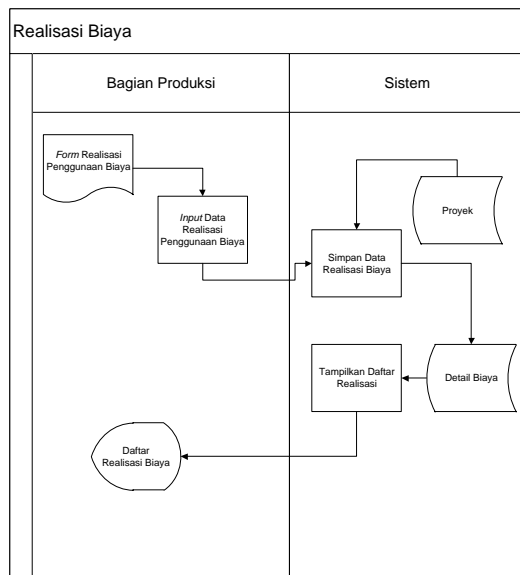 Realisasi Biaya
Bagian Produksi
Sistem
Form Realisasi
Penggunaan Biaya
Input Data
Realisasi
Penggunaan Biaya
Proyek
Simpan Data
Realisasi Biaya
Tampilkan Daftar
Realisasi
Detail Biaya
Daftar
Realisasi Biaya